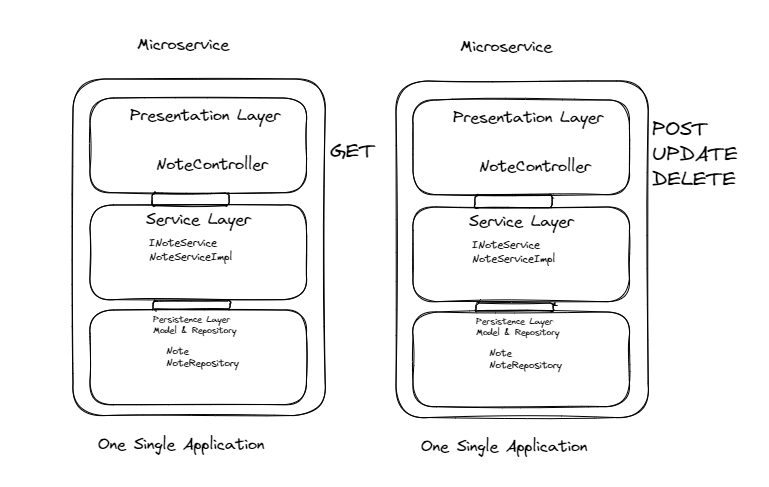 Microservice
Presentation Layer
NoteController
GET
Service Layer
INoteService
NoteServiceImpl
Persistence Layer
Model & Repository
Note
NoteRepository
One Single Application
Microservice
Presentation Layer
NoteController
POST
UPDATE
DELETE
Service Layer
INoteService
NoteServiceImpl
Persistence Layer
Model & Repository
Note
NoteRepository
One Single Application